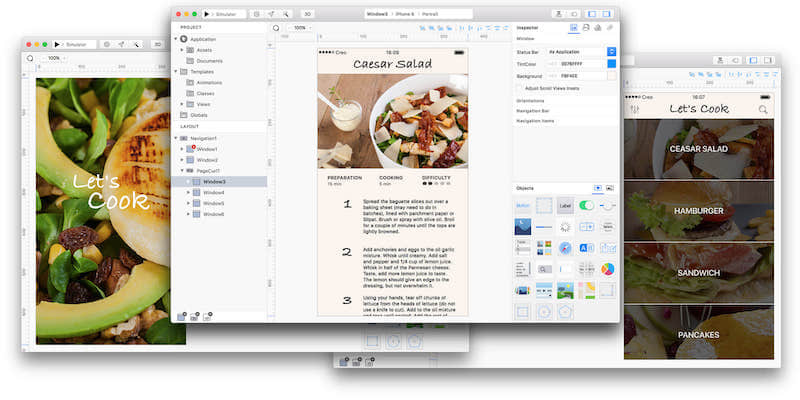 Simulator
3D
Window3 › iPhone 6 › Portrait
PROJECT
100%
Application
Assets
Documents
Templates
Animations
Classes
Views
Globals
LAYOUT
Navigation1
Window1
Window2
PageCurl1
Window3
Window4
Window5
Window6
Creo
16:09
Caesar Salad
PREPARATION
COOKING
DIFFICULTY
15 min
5 min
1
Spread the baguette slices out over a
baking sheet (may need to do in
batches), lined with parchment paper or
Silpat. Brush or spray with olive oil. Broil
for a couple of minutes until the tops are
lightly browned.
2
Add anchovies and eggs to the oil garlic
mixture. Whisk until creamy. Add salt
and pepper and 1/4 cup of lemon juice.
Whisk in half of the Parmesan cheese.
Taste, add more lemon juice to taste.
The lemon should give an edge to the
dressing, but not overwhelm it.
3
Using your hands, tear off chunks of
lettuce from the heads of lettuce (do not
use a knife to cut). Add to the oil mixture
Inspector
Window
Status Bar
As Application
TintColor
007BFFFF
Background
Adjust Scroll Views Insets
Orientations
Navigation Bar
Navigation Items
Objects
Button
Label
Simulator
3D
100%
Let's
Cook
Creo
16:07
Let's Cook
CEASAR SALAD
HAMBURGER
SANDWICH
PANCAKES